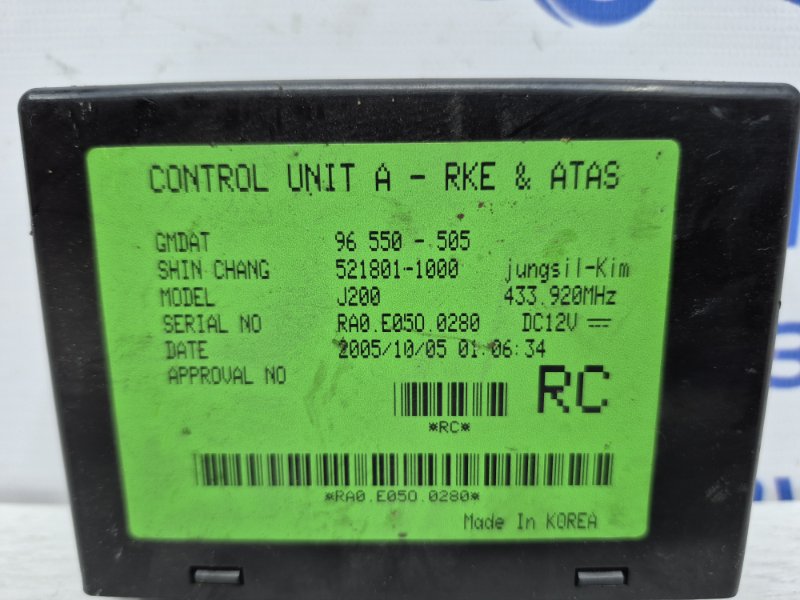 CONTROL UNIT A - RKE & ATAS
GMDAT 96 550 - 505
SHIN CHANG 521801-1000 jungsil-Kim
MODEL J200 433.920MHz
SERIAL NO RA0.E050.0280 DC12V
DATE 2005/10/05 01:06:34
APPROVAL NO
RC
*RC*
*RA0.E050.0280*
Made In KOREA